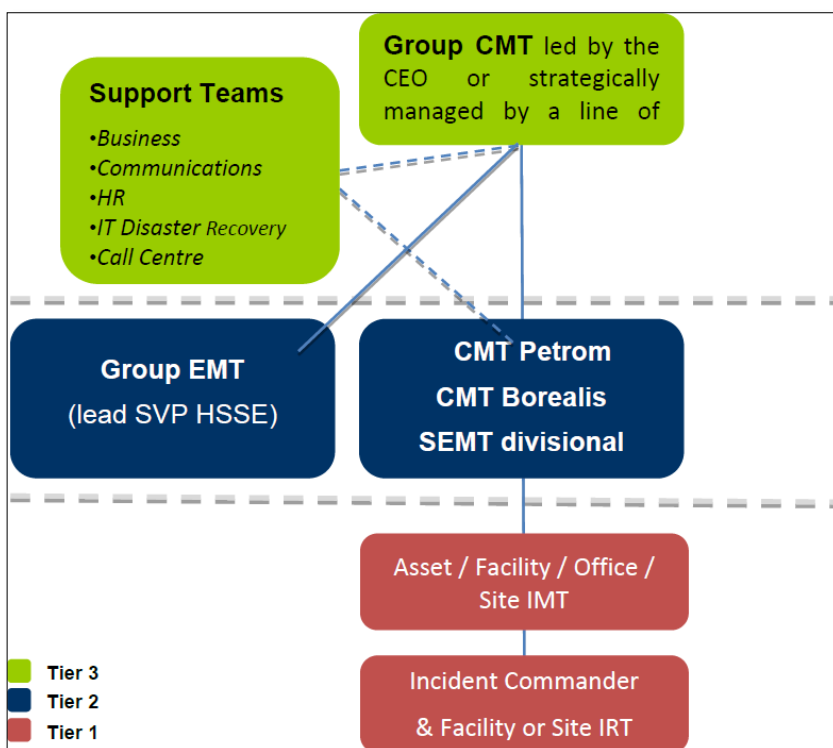 Support Teams
•Business
•Communications
•HR
•IT Disaster Recovery
•Call Centre
Group CMT led by the
CEO or strategically
managed by a line of
Group EMT
(lead SVP HSSE)
CMT Petrom
CMT Borealis
SEMT divisional
Asset / Facility / Office /
Site IMT
Incident Commander
& Facility or Site IRT
Tier 3
Tier 2
Tier 1